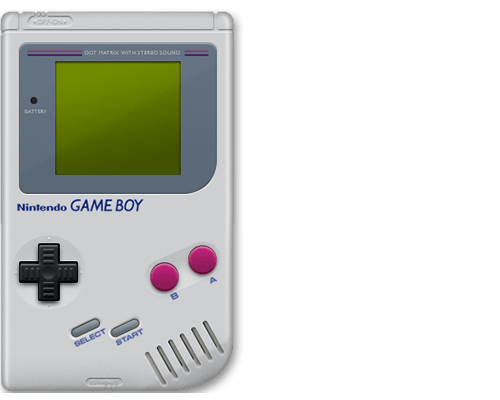 DOT MATRIX WITH STEREO SOUND
BATTERY
Nintendo GAME BOY
A
B
SELECT
START